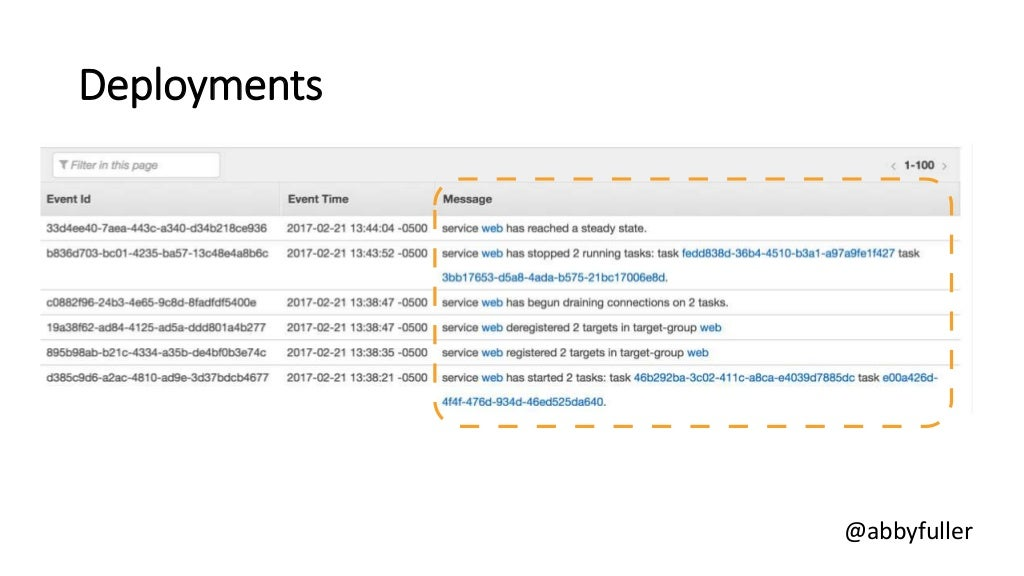 Deployments
Filter in this page
1-100
Event Id Event Time Message
33d4ee40-7aea-443c-a340-d34b218ce936 2017-02-21 13:44:04 -0500 service web has reached a steady state.
b836d703-bc01-4235-ba57-13c48e4a8b6c 2017-02-21 13:43:52 -0500 service web has stopped 2 running tasks: task fedd838d-36b4-4510-b3a1-a97a9fe1f427 task
3bb17653-d5a8-4ada-b575-21bc17006e8d.
c0882f96-24b3-4e65-9c8d-8fadfdf5400e 2017-02-21 13:38:47 -0500 service web has begun draining connections on 2 tasks.
19a38f62-ad84-4125-ad5a-ddd801a4b277 2017-02-21 13:38:47 -0500 service web deregistered 2 targets in target-group web
895b98ab-b21c-4334-a35b-de4bf0b3e74c 2017-02-21 13:38:35 -0500 service web registered 2 targets in target-group web
d385c9d6-a2ac-4810-ad9e-3d37bdcb4677 2017-02-21 13:38:21 -0500 service web has started 2 tasks: task 46b292ba-3c02-411c-a8ca-e4039d7885dc task e00a426d-
4f4f-476d-934d-46ed525da640.
@abbyfuller